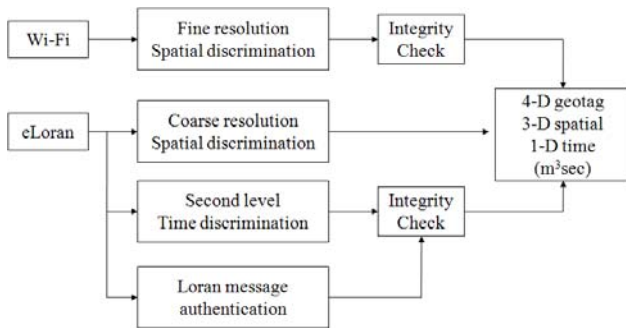 Wi-Fi
Fine resolution
Spatial discrimination
Integrity
Check
eLoran
Coarse resolution
Spatial discrimination
4-D geotag
3-D spatial
1-D time
(m³sec)
Second level
Time discrimination
Integrity
Check
Loran message
authentication